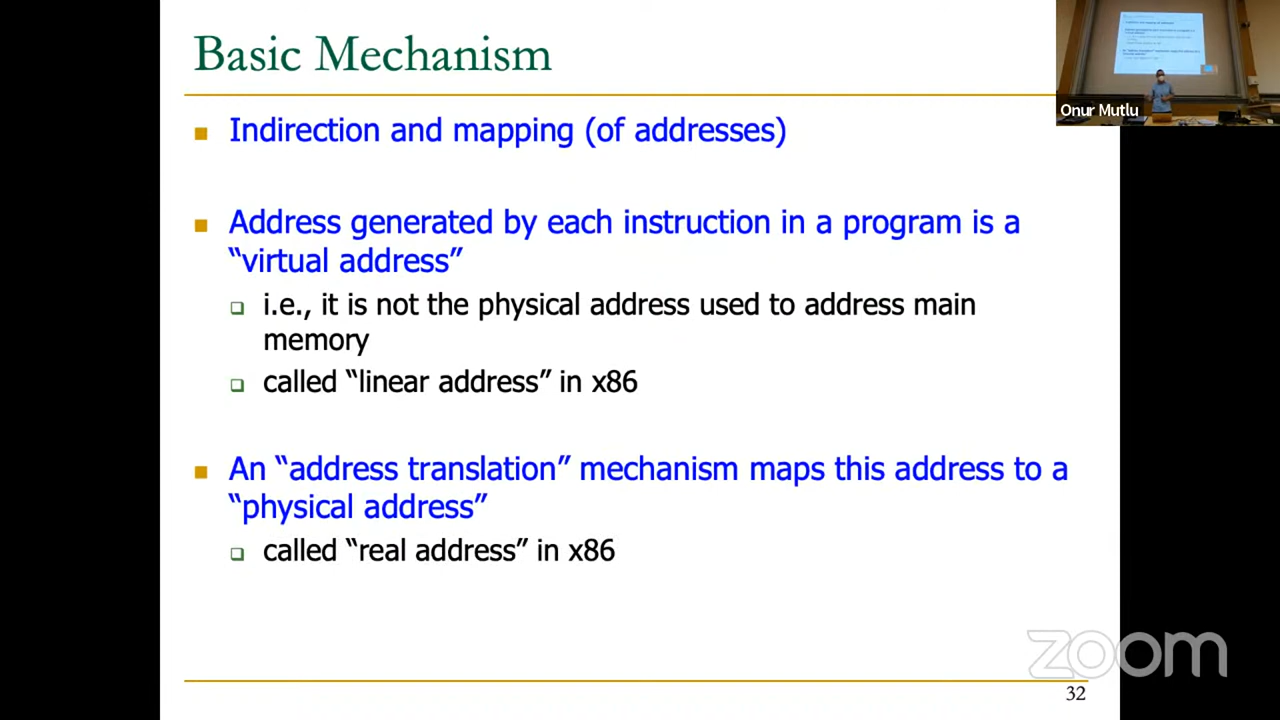 Basic Mechanism
Onur Mutlu
Indirection and mapping (of addresses)
Address generated by each instruction in a program is a
“virtual address”
i.e., it is not the physical address used to address main
memory
called “linear address” in x86
An “address translation” mechanism maps this address to a
“physical address”
called “real address” in x86
zoom
32